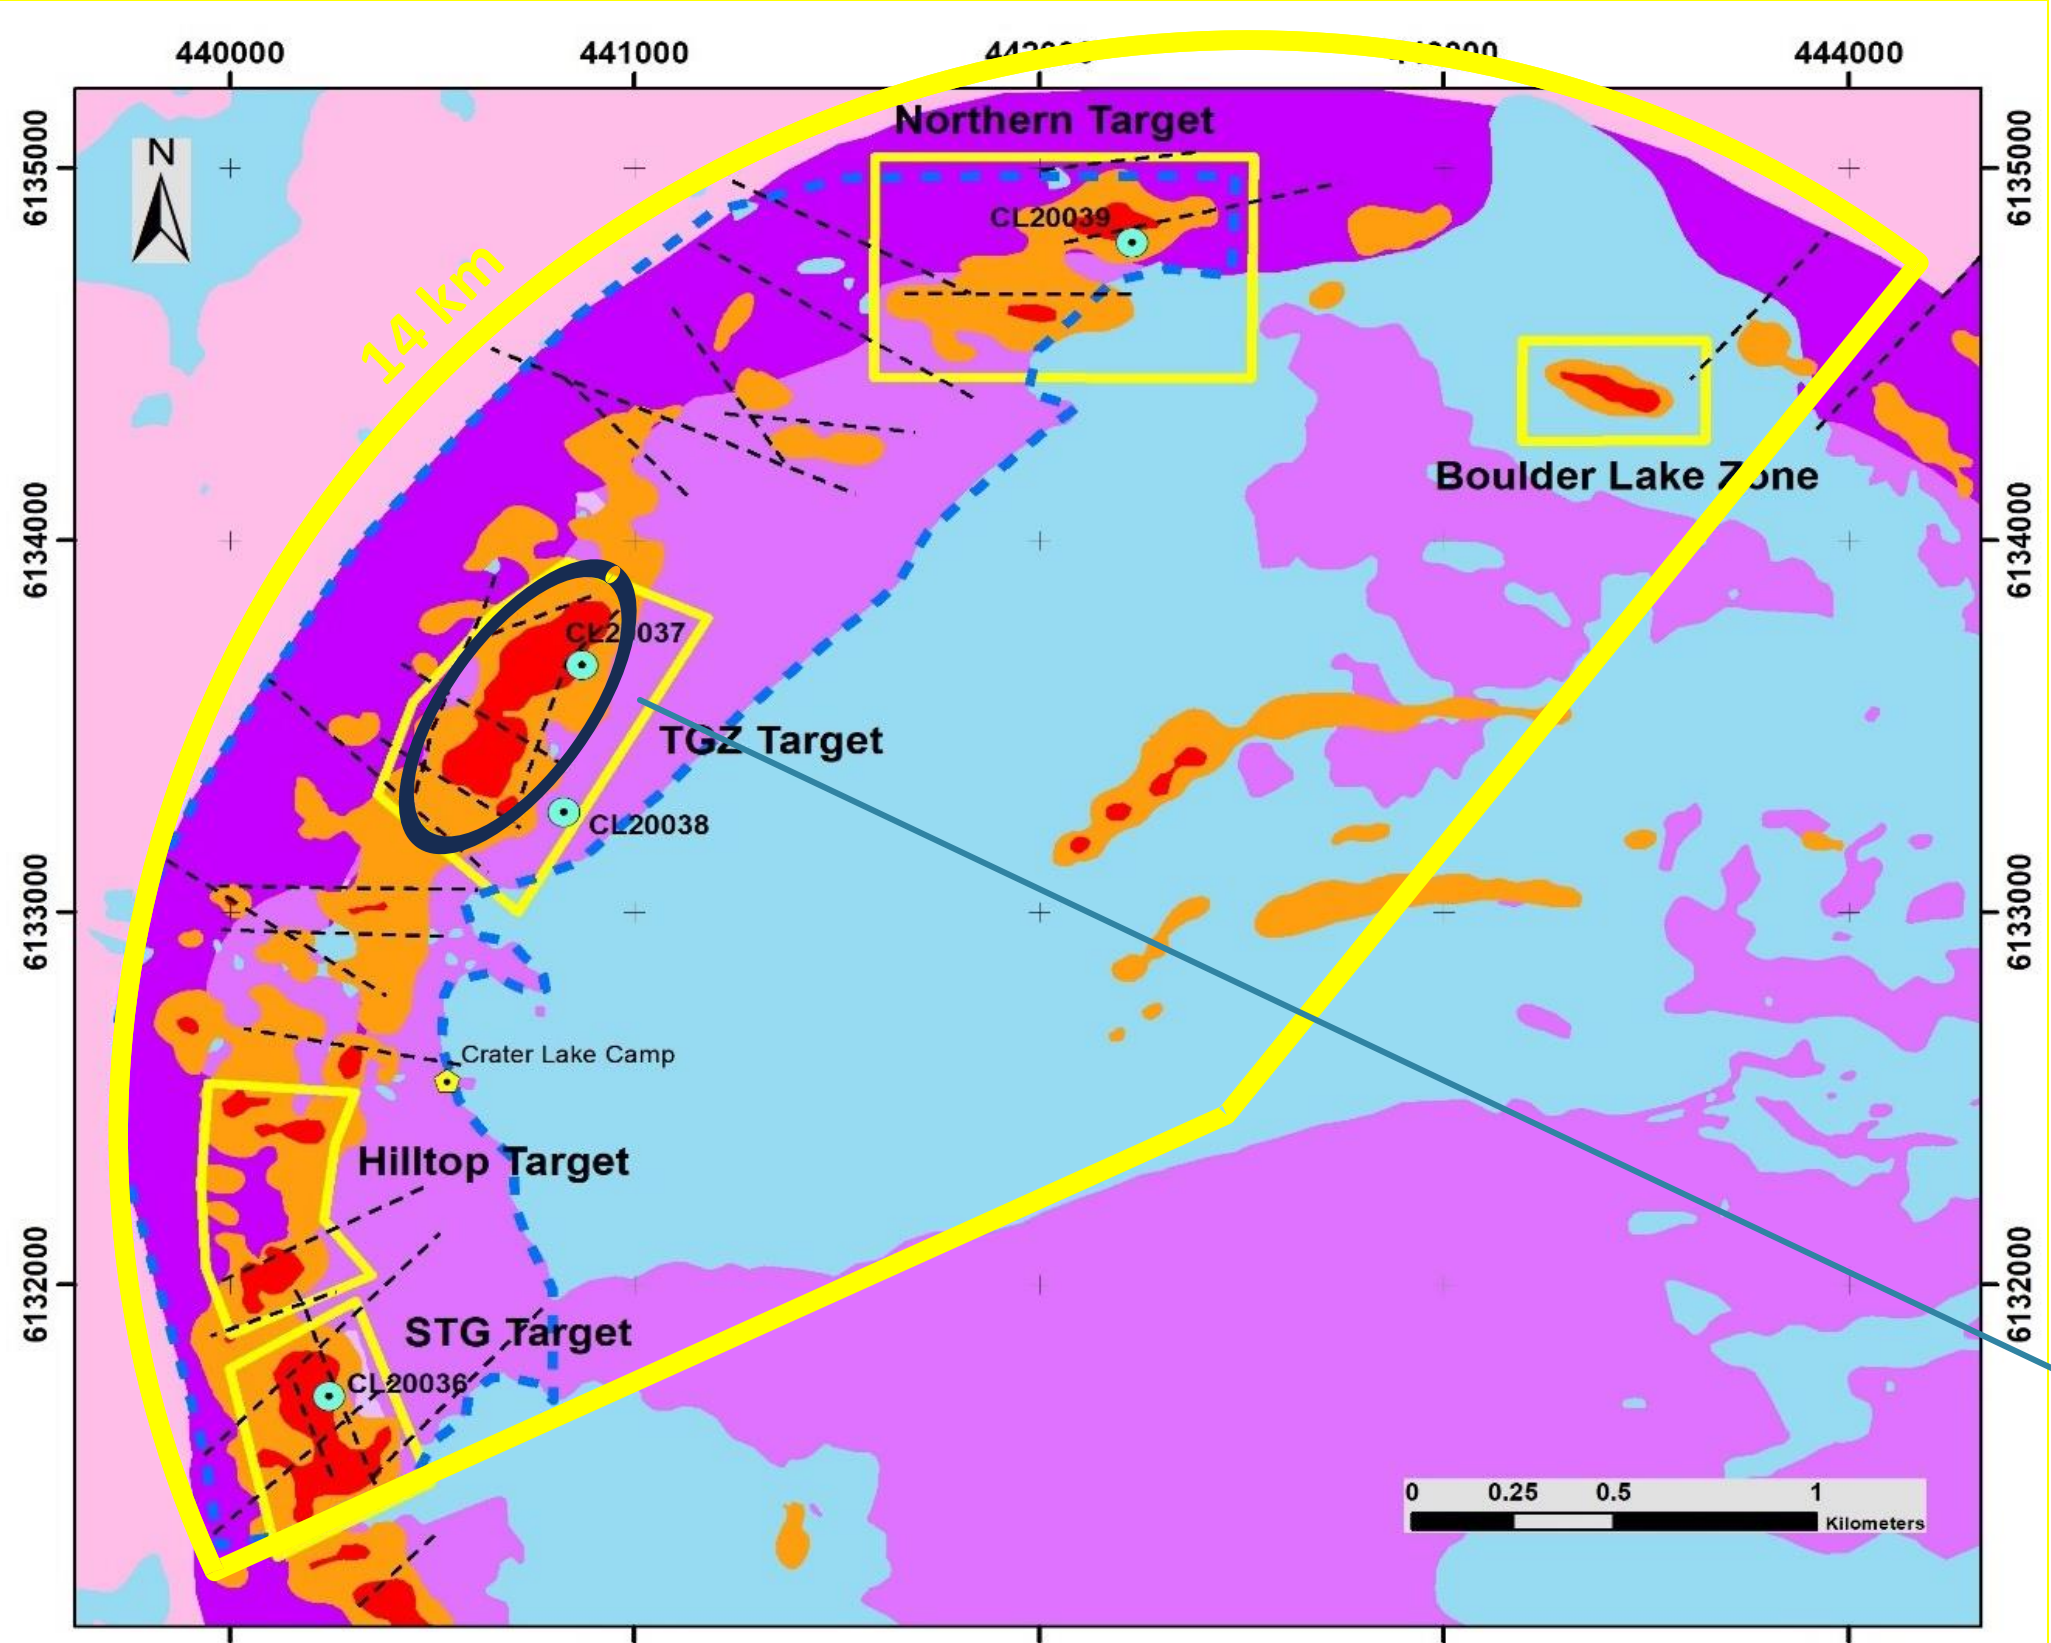 440000
441000
444000
Northern Target
N
6135000
6135000
CL20039
14 km
Boulder Lake Zone
6134000
6134000
CL20037
TGZ Target
CL20038
6133000
6133000
Crater Lake Camp
Hilltop Target
6132000
6132000
STG Target
CL20036
0 0.25 0.5 1
Kilometers